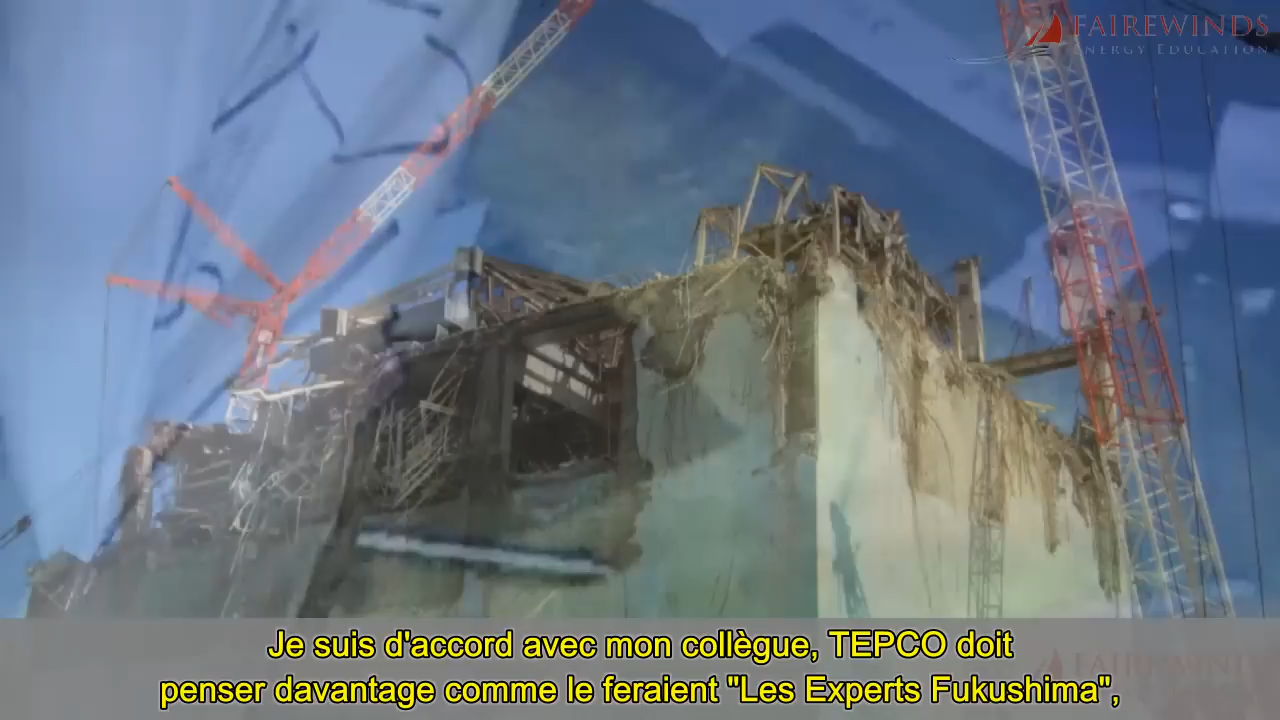 FAIREWINDS
ENERGY EDUCATION
Je suis d'accord avec mon collègue, TEPCO doit
penser davantage comme le feraient "Les Experts Fukushima",
FAIREWINDS